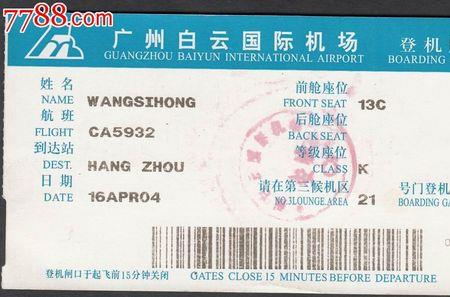 7788.com
广州白云国际机场
GUANGZHOU BAIYUN INTERNATIONAL AIRPORT
登机
BOARDING
姓名
NAME WANGSIHONG
前舱座位
FRONT SEAT 13C
航班
FLIGHT CA5932
后舱座位
BACK SEAT
到达站
DEST. HANG ZHOU
等级座位
CLASS K
日期
DATE 16APR04
请在第三候机区
NO.3LOUNGE AREA 21
号门登机
BOARDING GA
登机闸口于起飞前15分钟关闭
GATES CLOSE 15 MINUTES BEFORE DEPARTURE